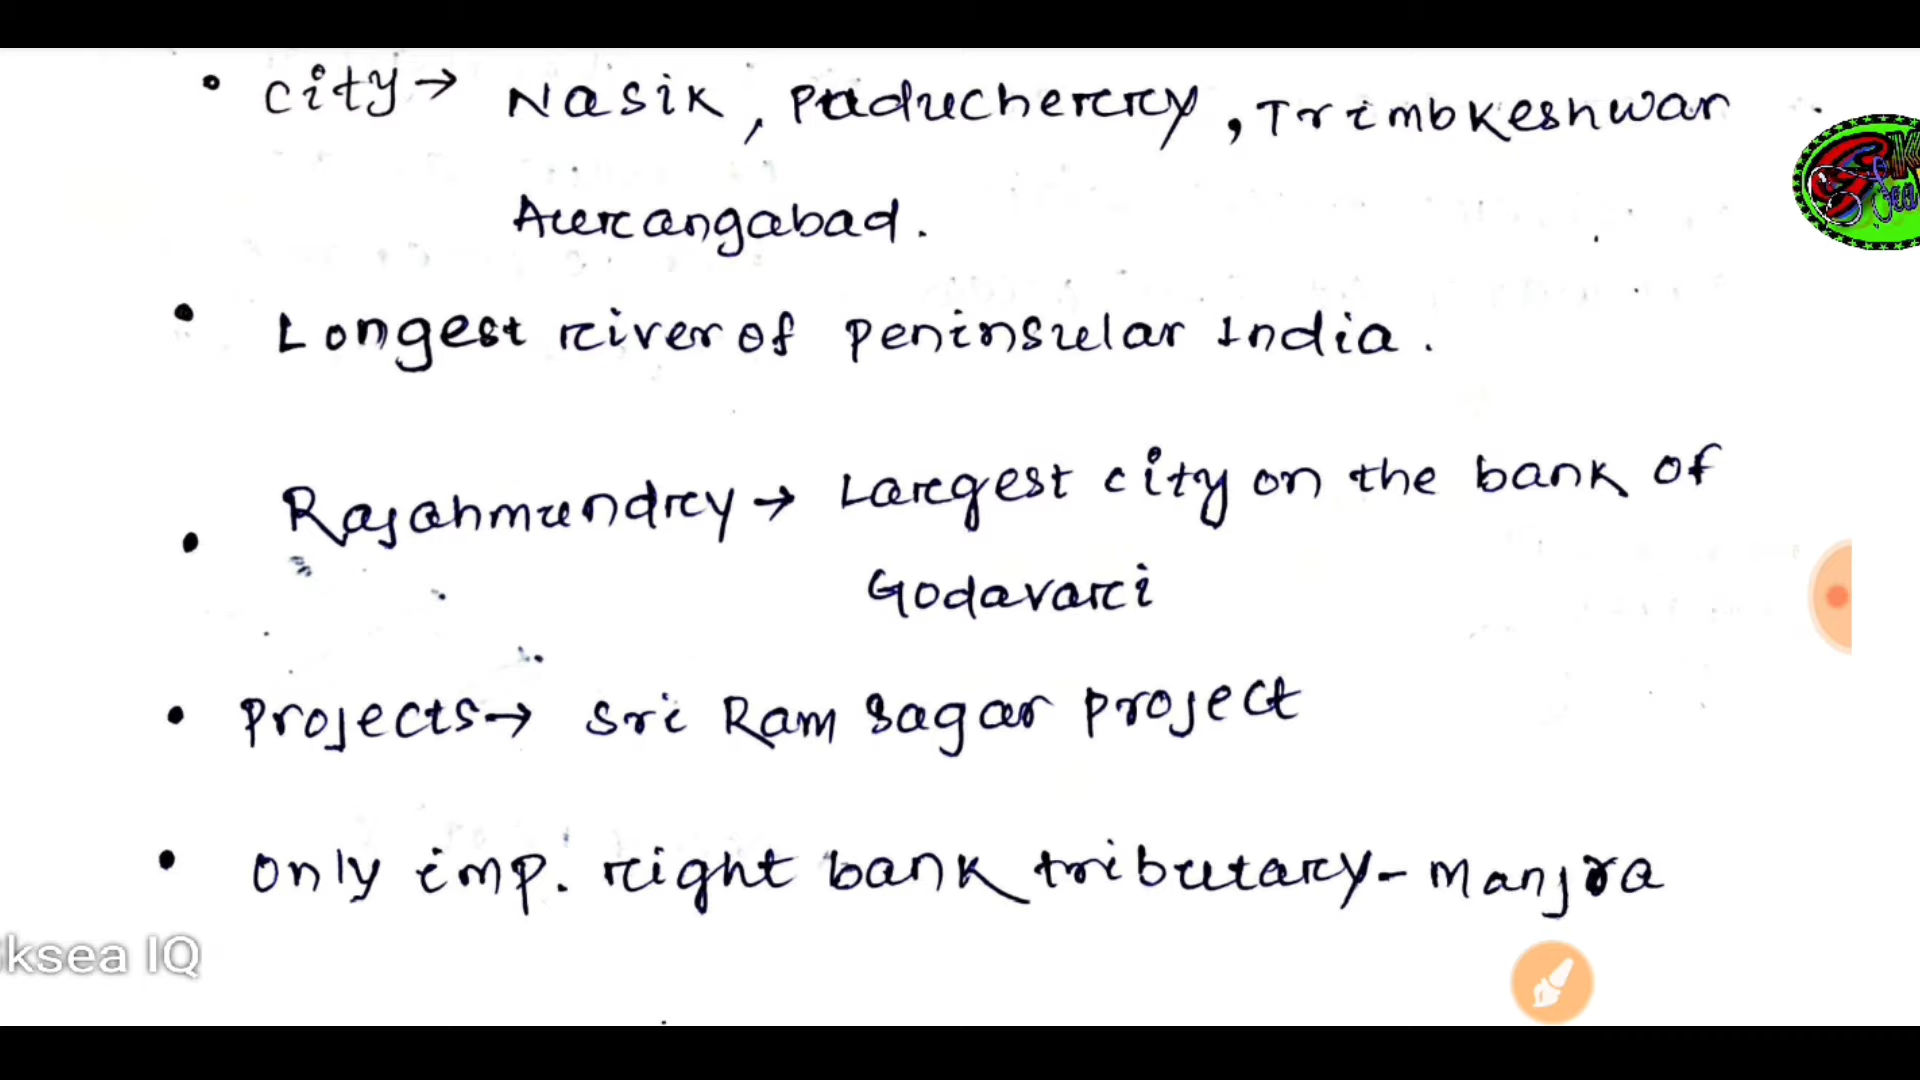 • City → Nasik, Puducherry, Trimbkeshwar
Aurangabad.
• Longest river of peninsular India.
• Rajahmundry → Largest city on the bank of
Godavari
• Projects → Sri Ram Sagar project
• only imp. right bank tributary - Manjra
ksea IQ